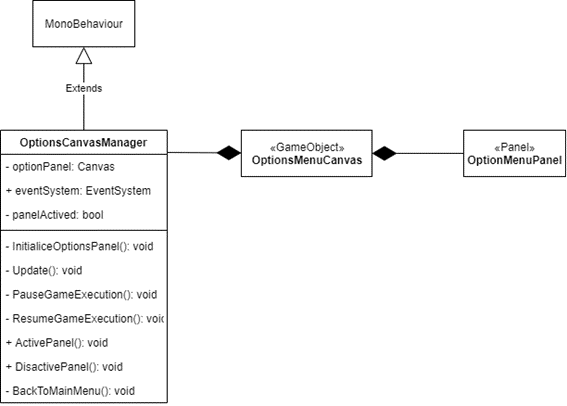 MonoBehaviour
Extends
OptionsCanvasManager
- optionPanel: Canvas
+ eventSystem: EventSystem
- panelActived: bool
- InitialiceOptionsPanel(): void
- Update(): void
- PauseGameExecution(): void
- ResumeGameExecution(): void
+ ActivePanel(): void
+ DisactivePanel(): void
- BackToMainMenu(): void
«GameObject»
OptionsMenuCanvas
«Panel»
OptionMenuPanel